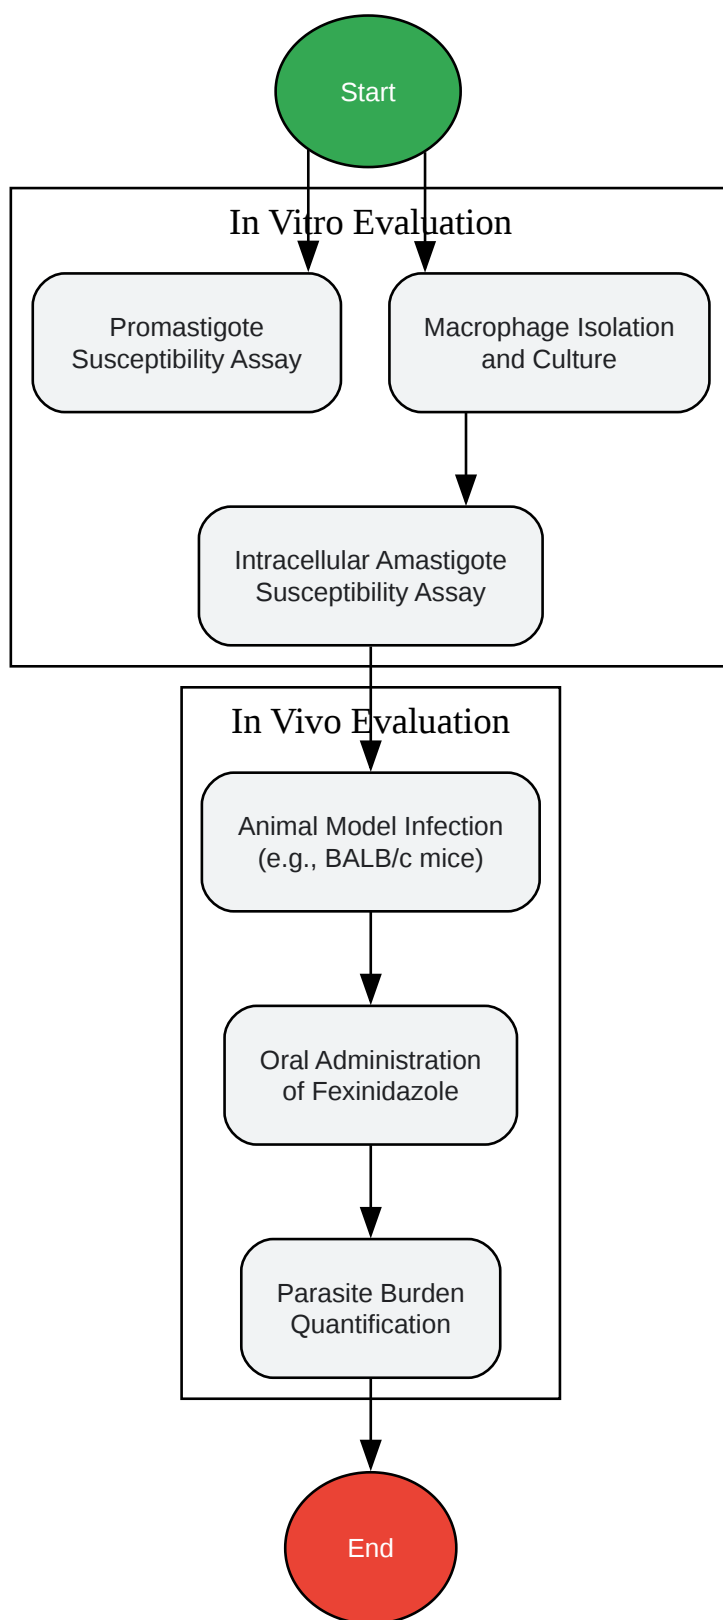 Start
In Vitro Evaluation
Promastigote
Susceptibility Assay
Macrophage Isolation
and Culture
Intracellular Amastigote
Susceptibility Assay
In Vivo Evaluation
Animal Model Infection
(e.g., BALB/c mice)
Oral Administration
of Fexinidazole
Parasite Burden
Quantification
End